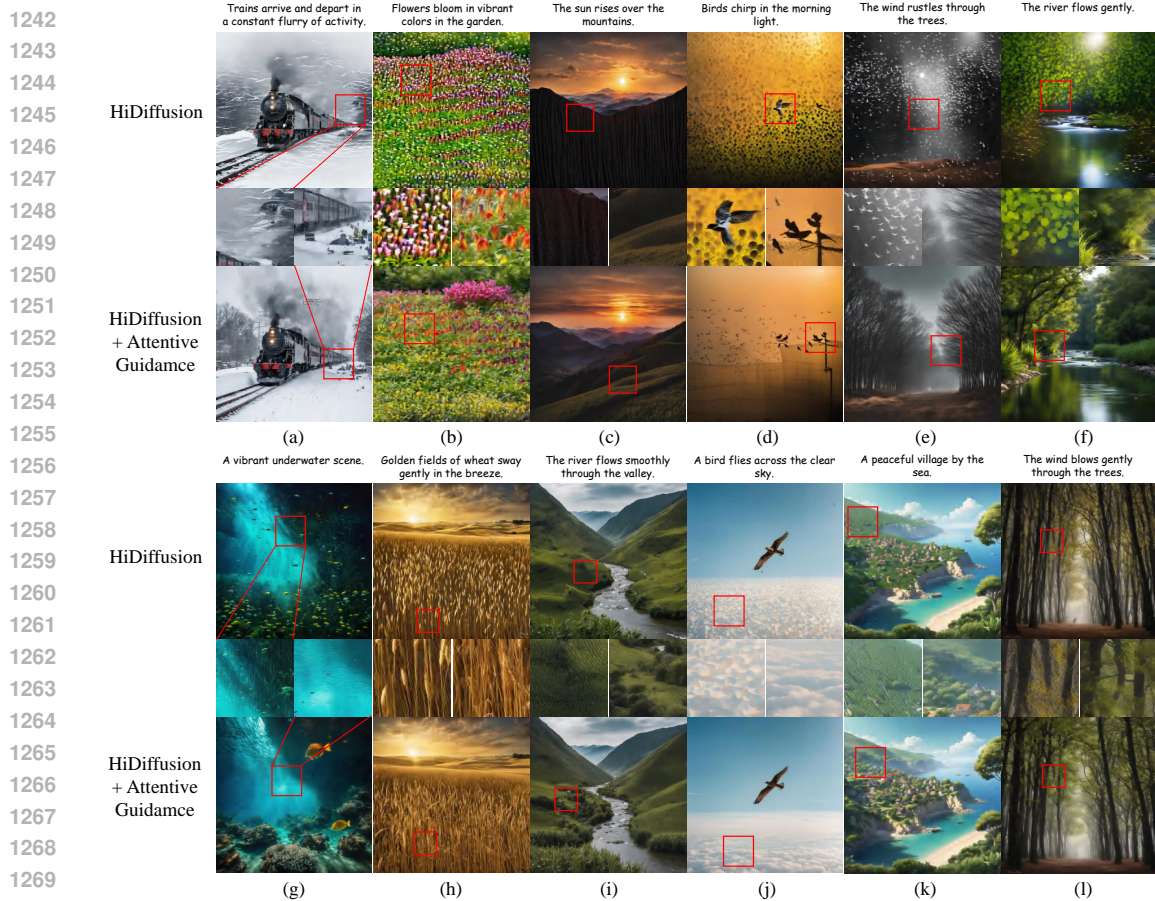 1242
1243
1244
1245
1246
1247
1248
1249
1250
1251
1252
1253
1254
1255
1256
1257
1258
1259
1260
1261
1262
1263
1264
1265
1266
1267
1268
1269
Trains arrive and depart in
a constant flurry of activity.
Flowers bloom in vibrant
colors in the garden.
The sun rises over the
mountains.
Birds chirp in the morning
light.
The wind rustles through
the trees.
The river flows gently.
HiDiffusion
HiDiffusion
+ Attentive
Guidamce
(a)
(b)
(c)
(d)
(e)
(f)
A vibrant underwater scene.
Golden fields of wheat sway
gently in the breeze.
The river flows smoothly
through the valley.
A bird flies across the clear
sky.
A peaceful village by the
sea.
The wind blows gently
through the trees.
HiDiffusion
HiDiffusion
+ Attentive
Guidamce
(g)
(h)
(i)
(j)
(k)
(l)